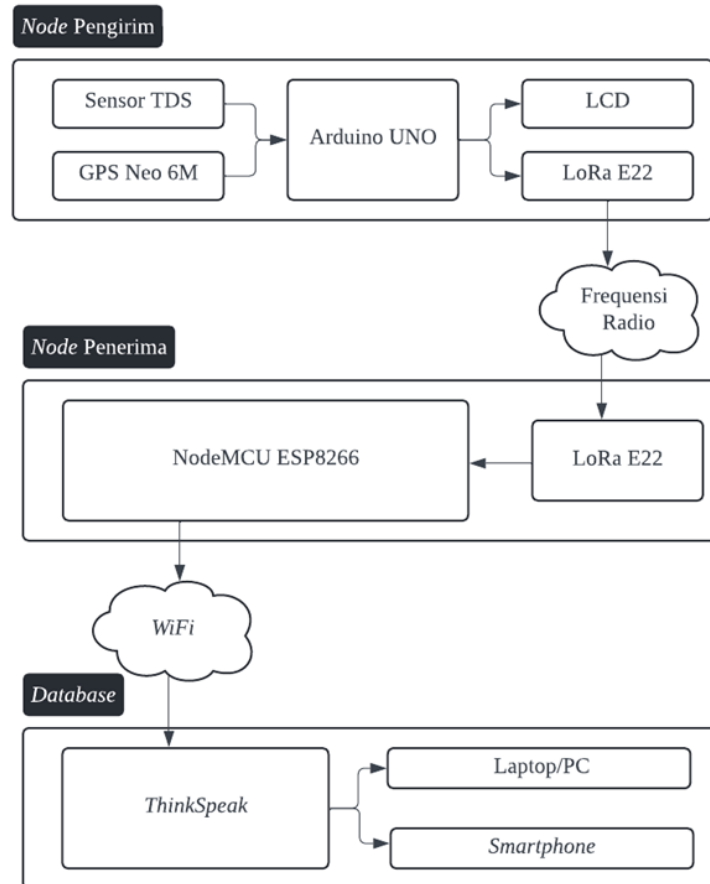 Node Pengirim
Sensor TDS
GPS Neo 6M
Arduino UNO
LCD
LoRa E22
Frequensi
Radio
Node Penerima
NodeMCU ESP8266
LoRa E22
WiFi
Database
ThinkSpeak
Laptop/PC
Smartphone